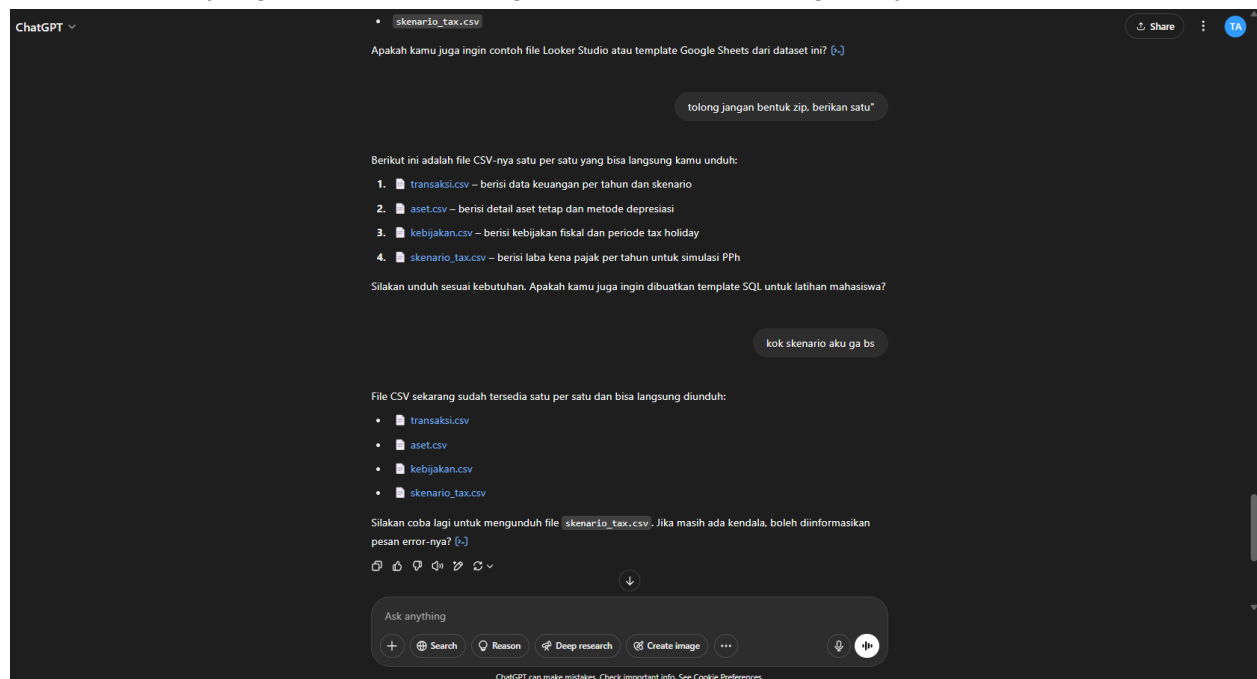 ChatGPT
skenario_tax.csv
Share
TA
Apakah kamu juga ingin contoh file Looker Studio atau template Google Sheets dari dataset ini? [>-]
tolong jangan bentuk zip, berikan satu"
Berikut ini adalah file CSV-nya satu per satu yang bisa langsung kamu unduh:
1. transaksi.csv – berisi data keuangan per tahun dan skenario
2. aset.csv – berisi detail aset tetap dan metode depresiasi
3. kebijakan.csv – berisi kebijakan fiskal dan periode tax holiday
4. skenario_tax.csv – berisi laba kena pajak per tahun untuk simulasi PPh
Silakan unduh sesuai kebutuhan. Apakah kamu juga ingin dibuatkan template SQL untuk latihan mahasiswa?
kok skenario aku ga bs
File CSV sekarang sudah tersedia satu per satu dan bisa langsung diunduh:
• transaksi.csv
• aset.csv
• kebijakan.csv
• skenario_tax.csv
Silakan coba lagi untuk mengunduh file skenario_tax.csv. Jika masih ada kendala, boleh diinformasikan
pesan error-nya? [>-]
Ask anything
Search Reason Deep research Create image
ChatGPT can make mistakes. Check important info. See Cookie Preferences.